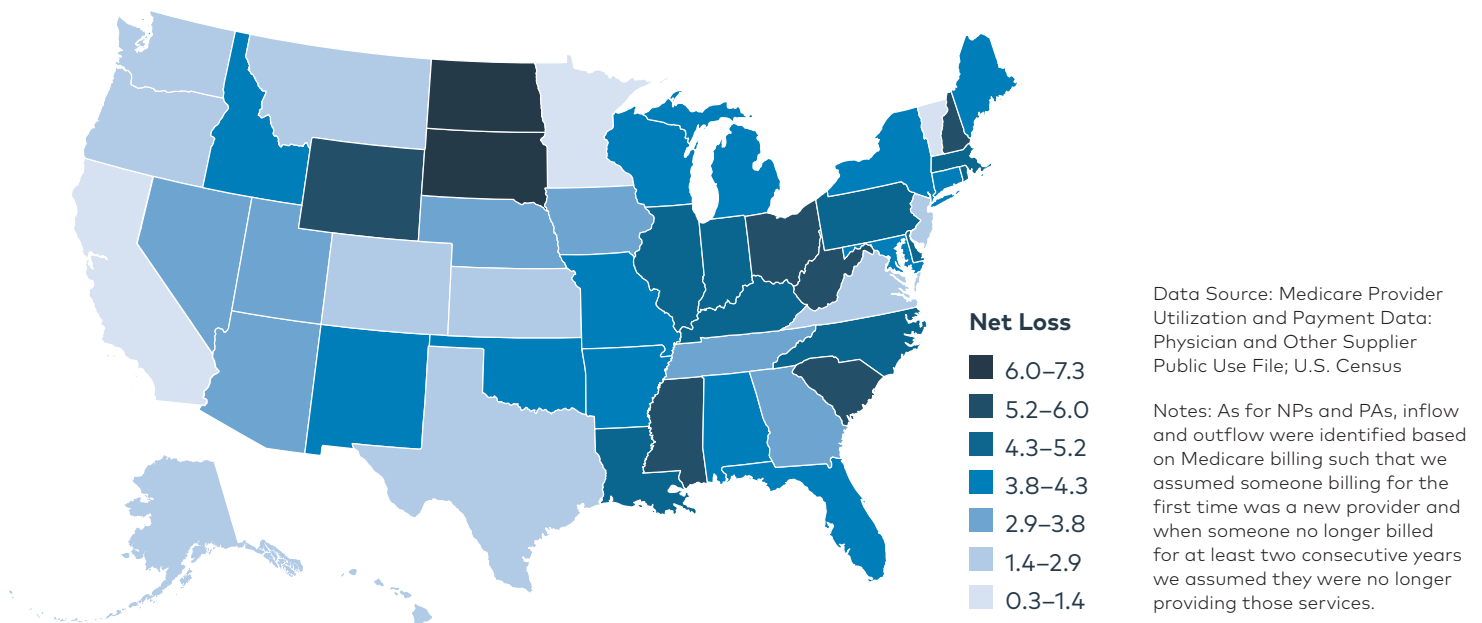 Net Loss
6.0–7.3
5.2–6.0
4.3–5.2
3.8–4.3
2.9–3.8
1.4–2.9
0.3–1.4
Data Source: Medicare Provider
Utilization and Payment Data:
Physician and Other Supplier
Public Use File; U.S. Census
Notes: As for NPs and PAs, inflow
and outflow were identified based
on Medicare billing such that we
assumed someone billing for the
first time was a new provider and
when someone no longer billed
for at least two consecutive years
we assumed they were no longer
providing those services.